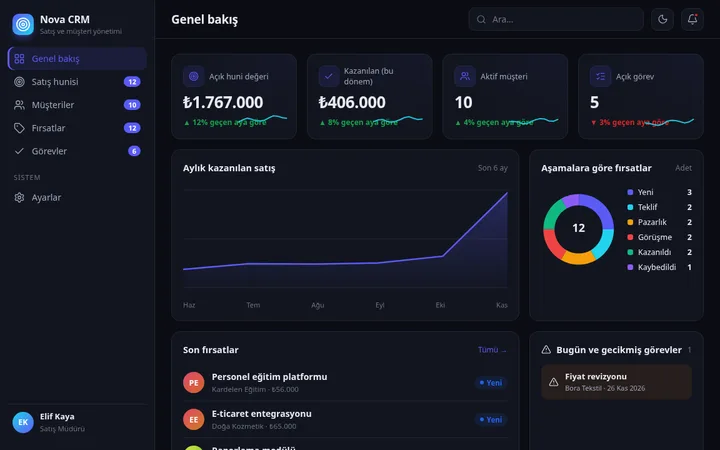 Nova CRM
Satış ve müşteri yönetimi
Genel bakış
Satış hunisi 12
Müşteriler 10
Fırsatlar 12
Görevler 6
SİSTEM
Ayarlar
EK
Elif Kaya
Satış Müdürü
Genel bakış
Ara...
Açık huni değeri
₺1.767.000
▲ 12% geçen aya göre
Kazanılan (bu dönem)
₺406.000
▲ 8% geçen aya göre
Aktif müşteri
10
▲ 4% geçen aya göre
Açık görev
5
▼ 3% geçen aya göre
Aylık kazanılan satış
Son 6 ay
Haz Tem Ağu Eyl Eki Kas
Aşamalara göre fırsatlar
Adet
12
Yeni 3
Teklif 2
Pazarlık 2
Görüşme 2
Kazanıldı 2
Kaybedildi 1
Son fırsatlar
Tümü →
PE
Personel eğitim platformu
Kardelen Eğitim · ₺56.000
Yeni
EE
E-ticaret entegrasyonu
Doğa Kozmetik · ₺65.000
Yeni
Bugün ve gecikmiş görevler 1
Fiyat revizyonu
Bora Tekstil · 26 Kas 2026